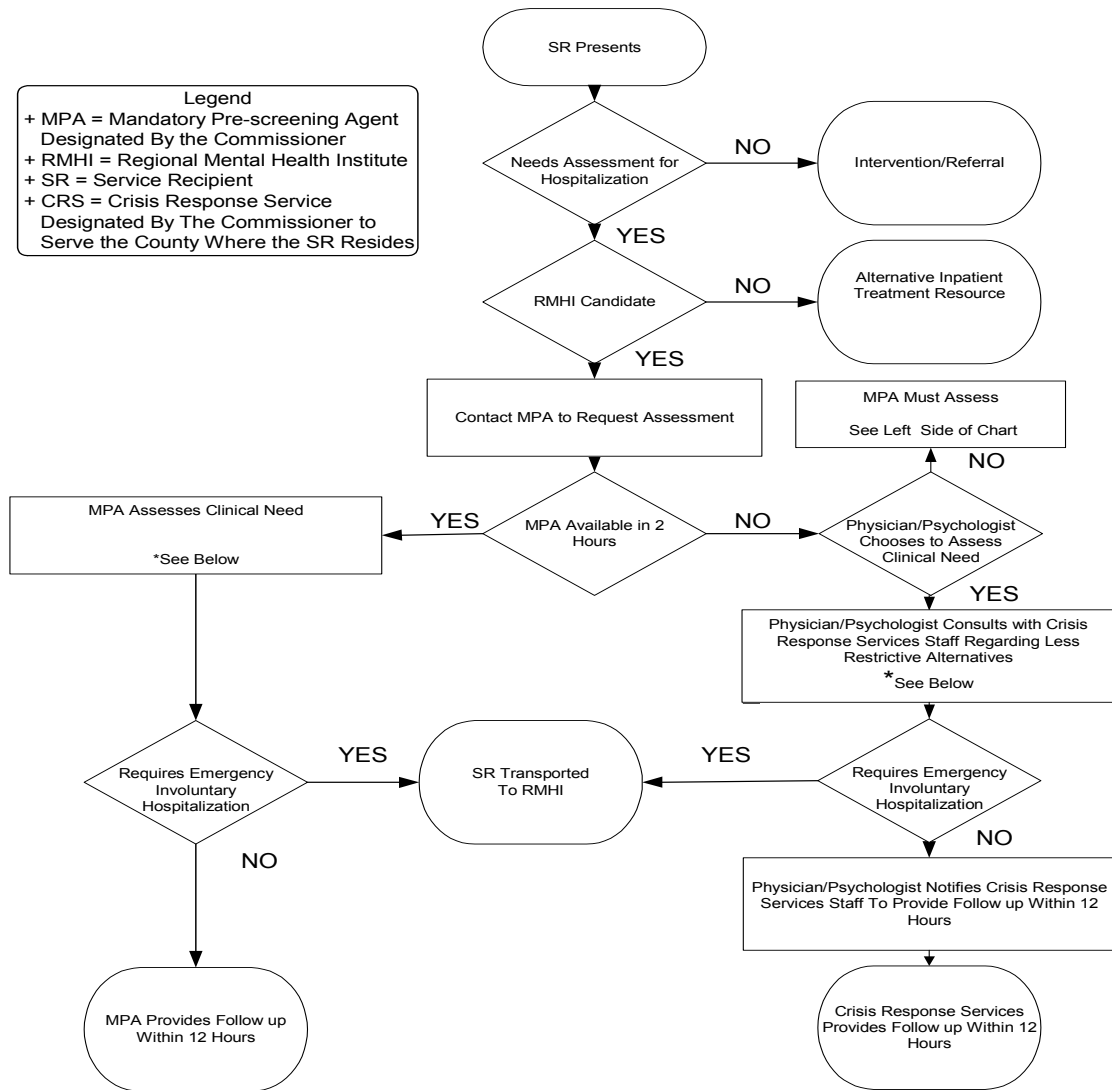 SR Presents
Legend
+ MPA = Mandatory Pre-screening Agent
Designated By the Commissioner
+ RMHI = Regional Mental Health Institute
+ SR = Service Recipient
+ CRS = Crisis Response Service
Designated By The Commissioner to
Serve the County Where the SR Resides
Needs Assessment for
Hospitalization
NO
Intervention/Referral
YES
RMHI Candidate
NO
Alternative Inpatient
Treatment Resource
YES
Contact MPA to Request Assessment
MPA Must Assess
See Left Side of Chart
NO
MPA Assesses Clinical Need
*See Below
YES
MPA Available in 2
Hours
NO
Physician/Psychologist
Chooses to Assess
Clinical Need
YES
Physician/Psychologist Consults with Crisis
Response Services Staff Regarding Less
Restrictive Alternatives
*See Below
Requires Emergency
Involuntary
Hospitalization
YES
SR Transported
To RMHI
YES
Requires Emergency
Involuntary
Hospitalization
NO
NO
Physician/Psychologist Notifies Crisis Response
Services Staff To Provide Follow up Within 12
Hours
MPA Provides Follow up
Within 12 Hours
Crisis Response Services
Provides Follow up Within 12
Hours